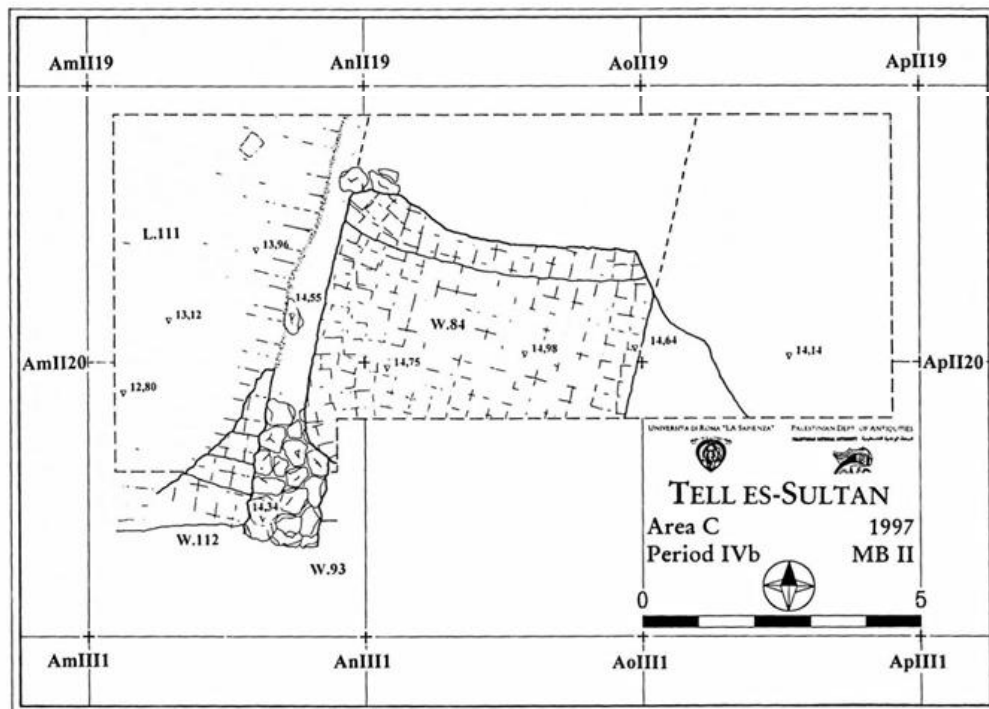 AmII19 AnII19 AoII19 ApII19
L.111
13,96
14,55
13,12
W.84
14,98
14,64
14,14
14,75
AmII20 ApII20
12,80
14,34
W.112
W.93
UNIVERSITÀ DI ROMA "LA SAPIENZA" PALESTINIAN DEPT OF ANTIQUITIES
TELL ES-SULTAN
Area C 1997
Period IVb MB II
0 5
AmIII1 AnIII1 AoIII1 ApIII1